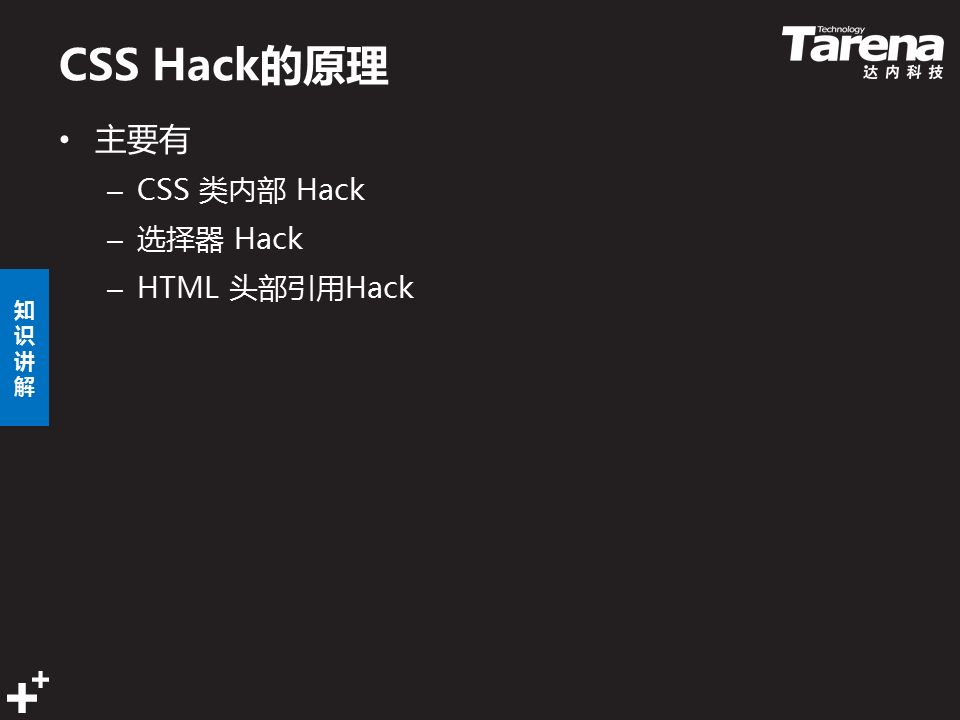 CSS Hack的原理
Technology
Tarena
达内科技
• 主要有
– CSS 类内部 Hack
– 选择器 Hack
– HTML 头部引用Hack
知
识
讲
解